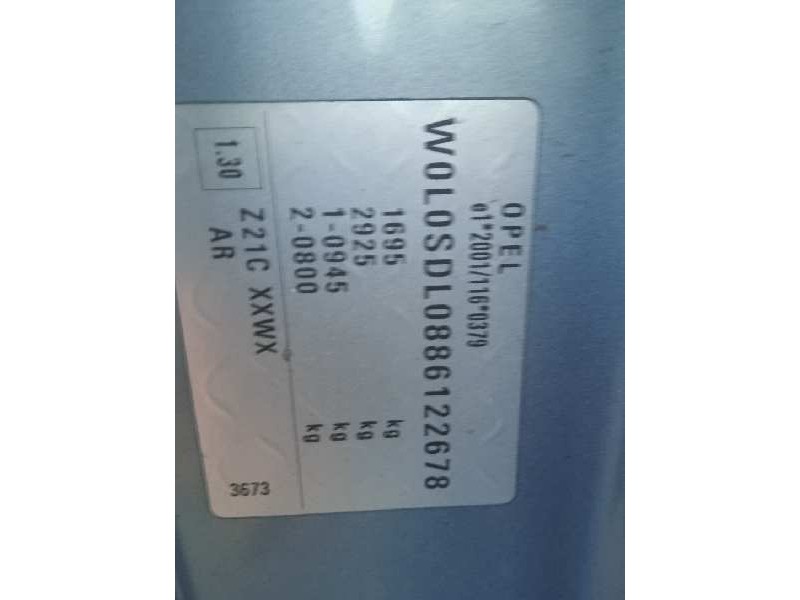 OPEL
e1*2001/116*0379
W0L0SDL0886122678
1695 kg
2925 kg
1-0945 kg
2-0800 kg
1.30 Z21C XXWX
AR
3673